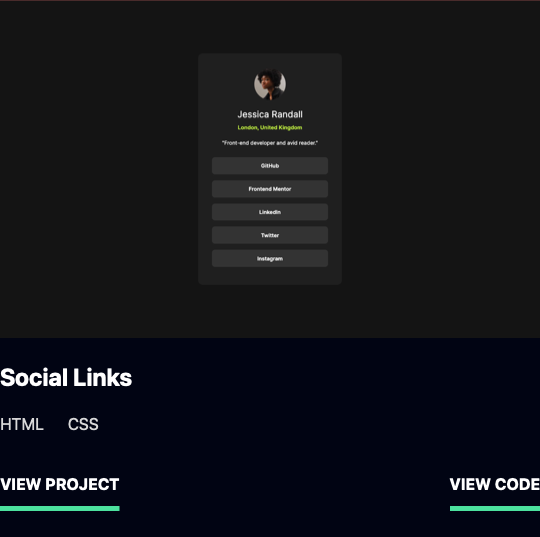 Jessica Randall
London, United Kingdom
"Front-end developer and avid reader."
GitHub
Frontend Mentor
LinkedIn
Twitter
Instagram
Social Links
HTML CSS
VIEW PROJECT VIEW CODE